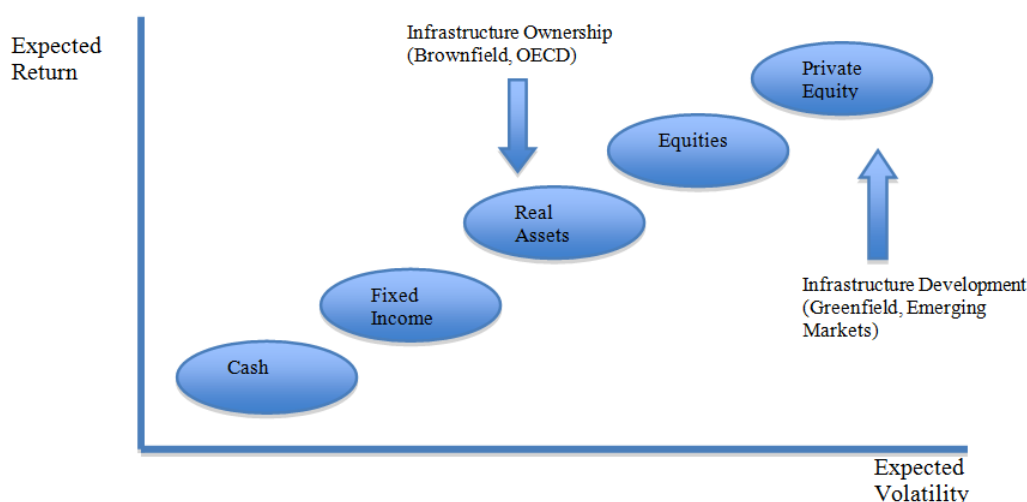 Expected
Return
Infrastructure Ownership
(Brownfield, OECD)
Private
Equity
Equities
Real
Assets
Infrastructure Development
(Greenfield, Emerging
Markets)
Fixed
Income
Cash
Expected
Volatility